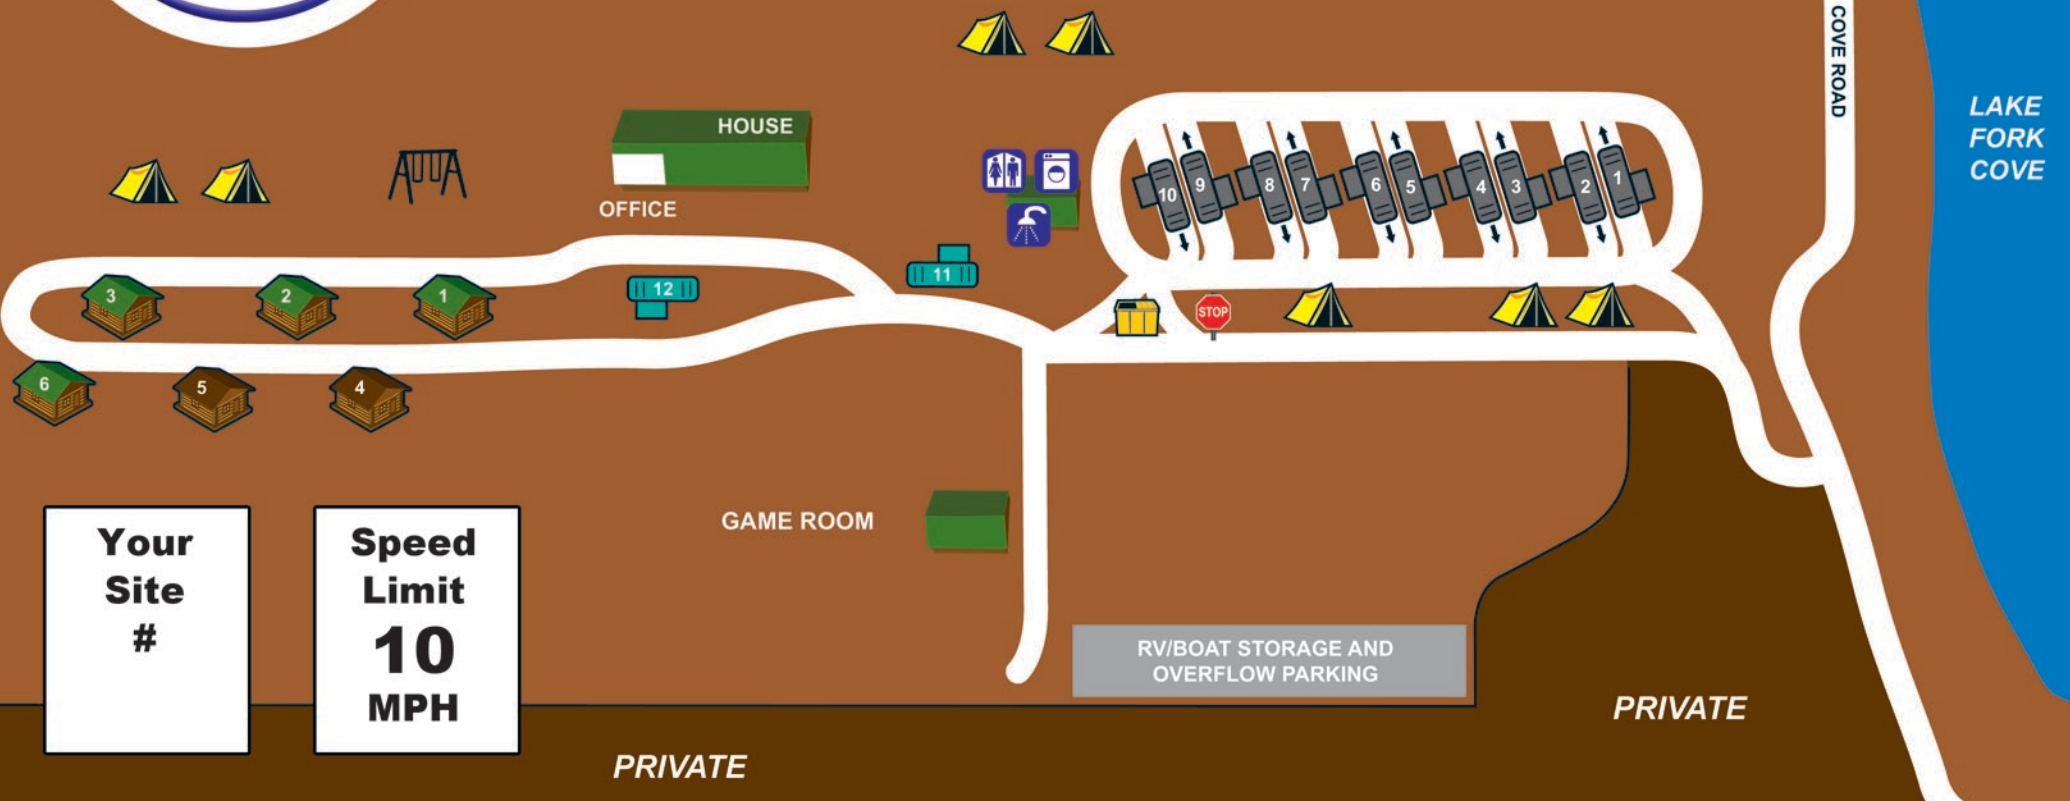 COVE ROAD
LAKE
FORK
COVE
HOUSE
OFFICE
10
9
8
7
6
5
4
3
2
1
11
12
3
2
1
STOP
6
5
4
GAME ROOM
Your
Site
#
Speed
Limit
10
MPH
RV/BOAT STORAGE AND
OVERFLOW PARKING
PRIVATE
PRIVATE